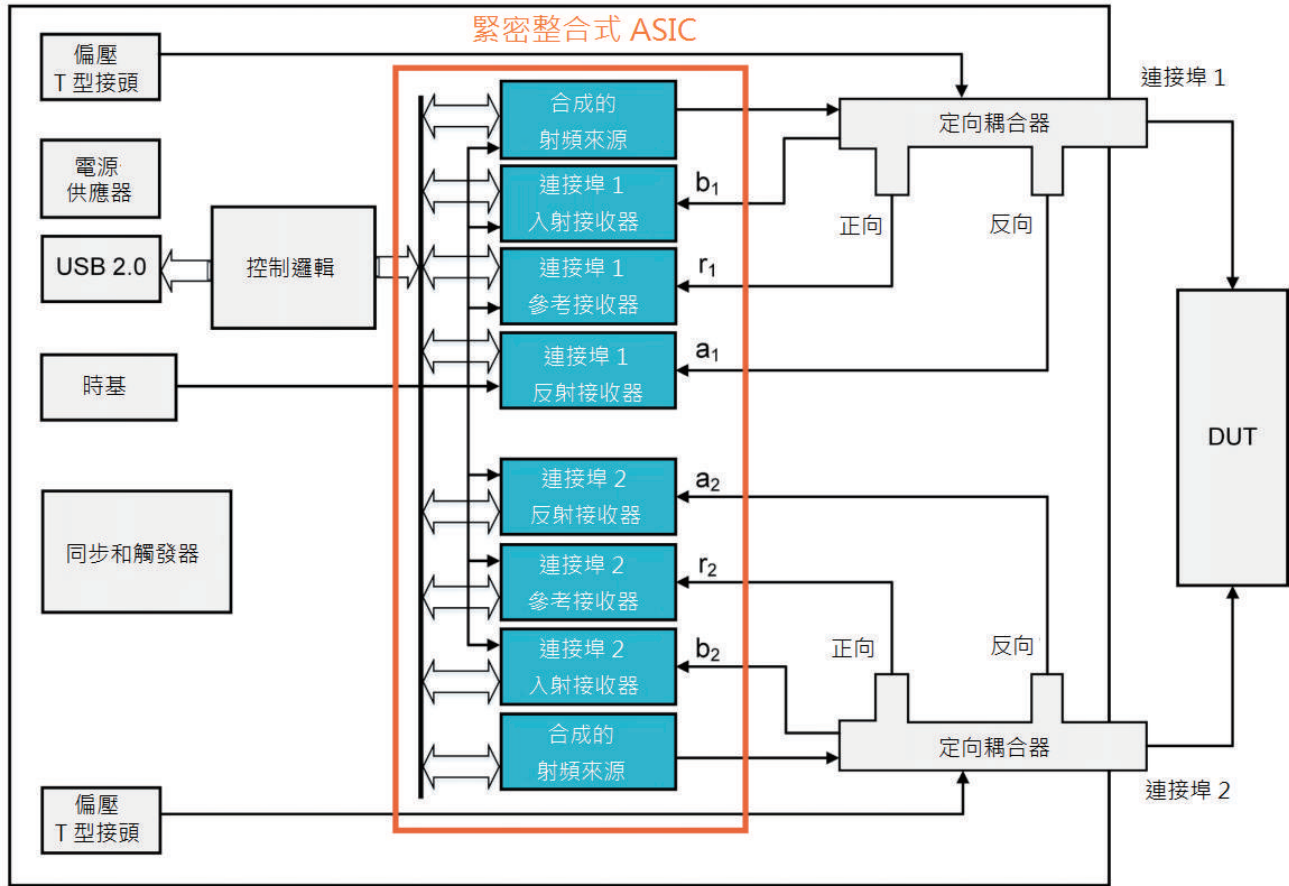 緊密整合式 ASIC
偏壓
T 型接頭
電源
供應器
USB 2.0
控制邏輯
時基
同步和觸發器
偏壓
T 型接頭
合成的
射頻來源
連接埠 1
入射接收器
連接埠 1
參考接收器
連接埠 1
反射接收器
連接埠 2
反射接收器
連接埠 2
參考接收器
連接埠 2
入射接收器
合成的
射頻來源
b1
r1
a1
a2
r2
b2
定向耦合器
連接埠 1
正向
反向
DUT
正向
反向
定向耦合器
連接埠 2